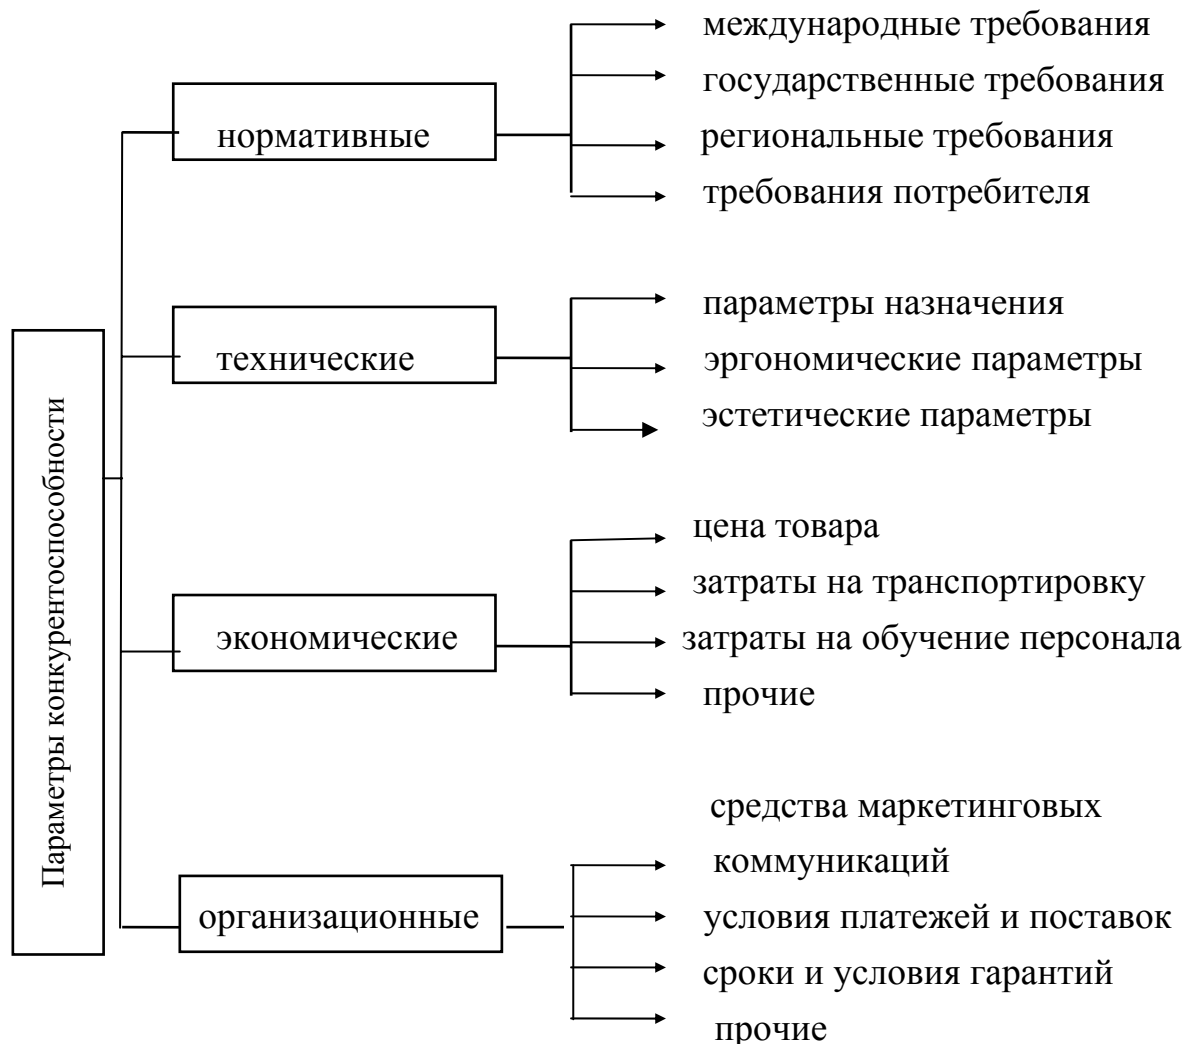 Параметры конкурентоспособности
нормативные
международные требования
государственные требования
региональные требования
требования потребителя
технические
параметры назначения
эргономические параметры
эстетические параметры
экономические
цена товара
затраты на транспортировку
затраты на обучение персонала
прочие
организационные
средства маркетинговых
коммуникаций
условия платежей и поставок
сроки и условия гарантий
прочие